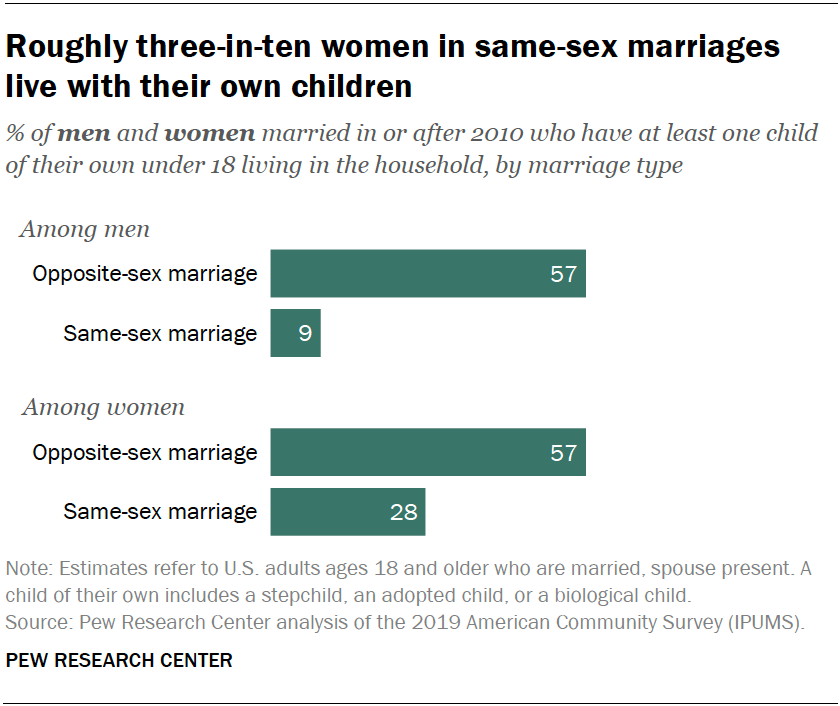 Roughly three-in-ten women in same-sex marriages
live with their own children
% of men and women married in or after 2010 who have at least one child
of their own under 18 living in the household, by marriage type
Among men
Opposite-sex marriage 57
Same-sex marriage 9
Among women
Opposite-sex marriage 57
Same-sex marriage 28
Note: Estimates refer to U.S. adults ages 18 and older who are married, spouse present. A
child of their own includes a stepchild, an adopted child, or a biological child.
Source: Pew Research Center analysis of the 2019 American Community Survey (IPUMS).
PEW RESEARCH CENTER